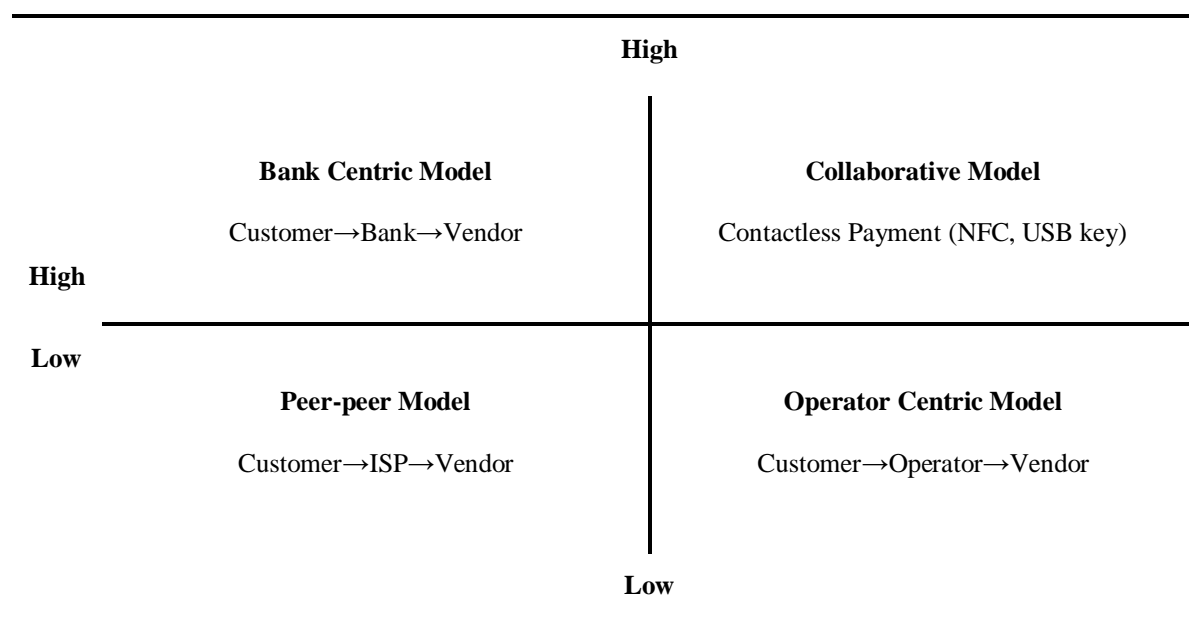 High
Bank Centric Model
Collaborative Model
Customer→Bank→Vendor
Contactless Payment (NFC, USB key)
High
Low
Peer-peer Model
Operator Centric Model
Customer→ISP→Vendor
Customer→Operator→Vendor
Low